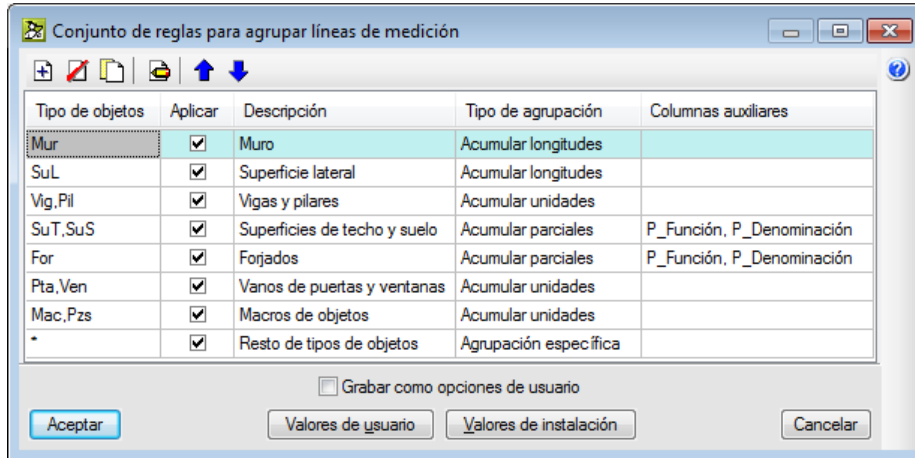 Conjunto de reglas para agrupar líneas de medición
Tipo de objetos Aplicar Descripción Tipo de agrupación Columnas auxiliares
Mur Muro Acumular longitudes
SuL Superficie lateral Acumular longitudes
Vig,Pil Vigas y pilares Acumular unidades
SuT,SuS Superficies de techo y suelo Acumular parciales P_Función, P_Denominación
For Forjados Acumular parciales P_Función, P_Denominación
Pta,Ven Vanos de puertas y ventanas Acumular unidades
Mac,Pzs Macros de objetos Acumular unidades
* Resto de tipos de objetos Agrupación específica
Grabar como opciones de usuario
Aceptar Valores de usuario Valores de instalación Cancelar